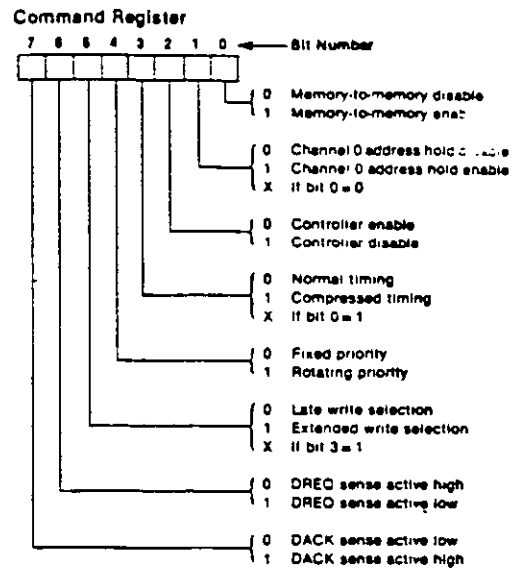 Command Register
7 6 5 4 3 2 1 0 Bit Number
0 Memory-to-memory disable
1 Memory-to-memory enab
0 Channel 0 address hold
1 Channel 0 address hold enable
X If bit 0 = 0
0 Controller enable
1 Controller disable
0 Normal timing
1 Compressed timing
X If bit 0 = 1
0 Fixed priority
1 Rotating priority
0 Late write selection
1 Extended write selection
X If bit 3 = 1
0 DREQ sense active high
1 DREQ sense active low
0 DACK sense active low
1 DACK sense active high